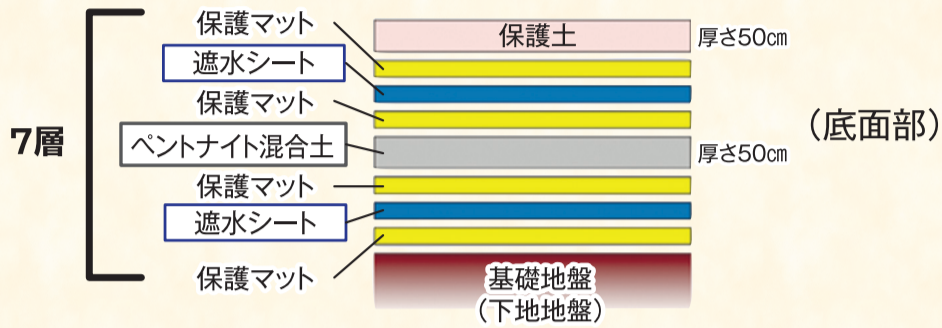 保護マット
保護土
厚さ50㎝
遮水シート
保護マット
7層
(底面部)
ペントナイト混合土
厚さ50㎝
保護マット
遮水シート
保護マット
基礎地盤
(下地地盤)